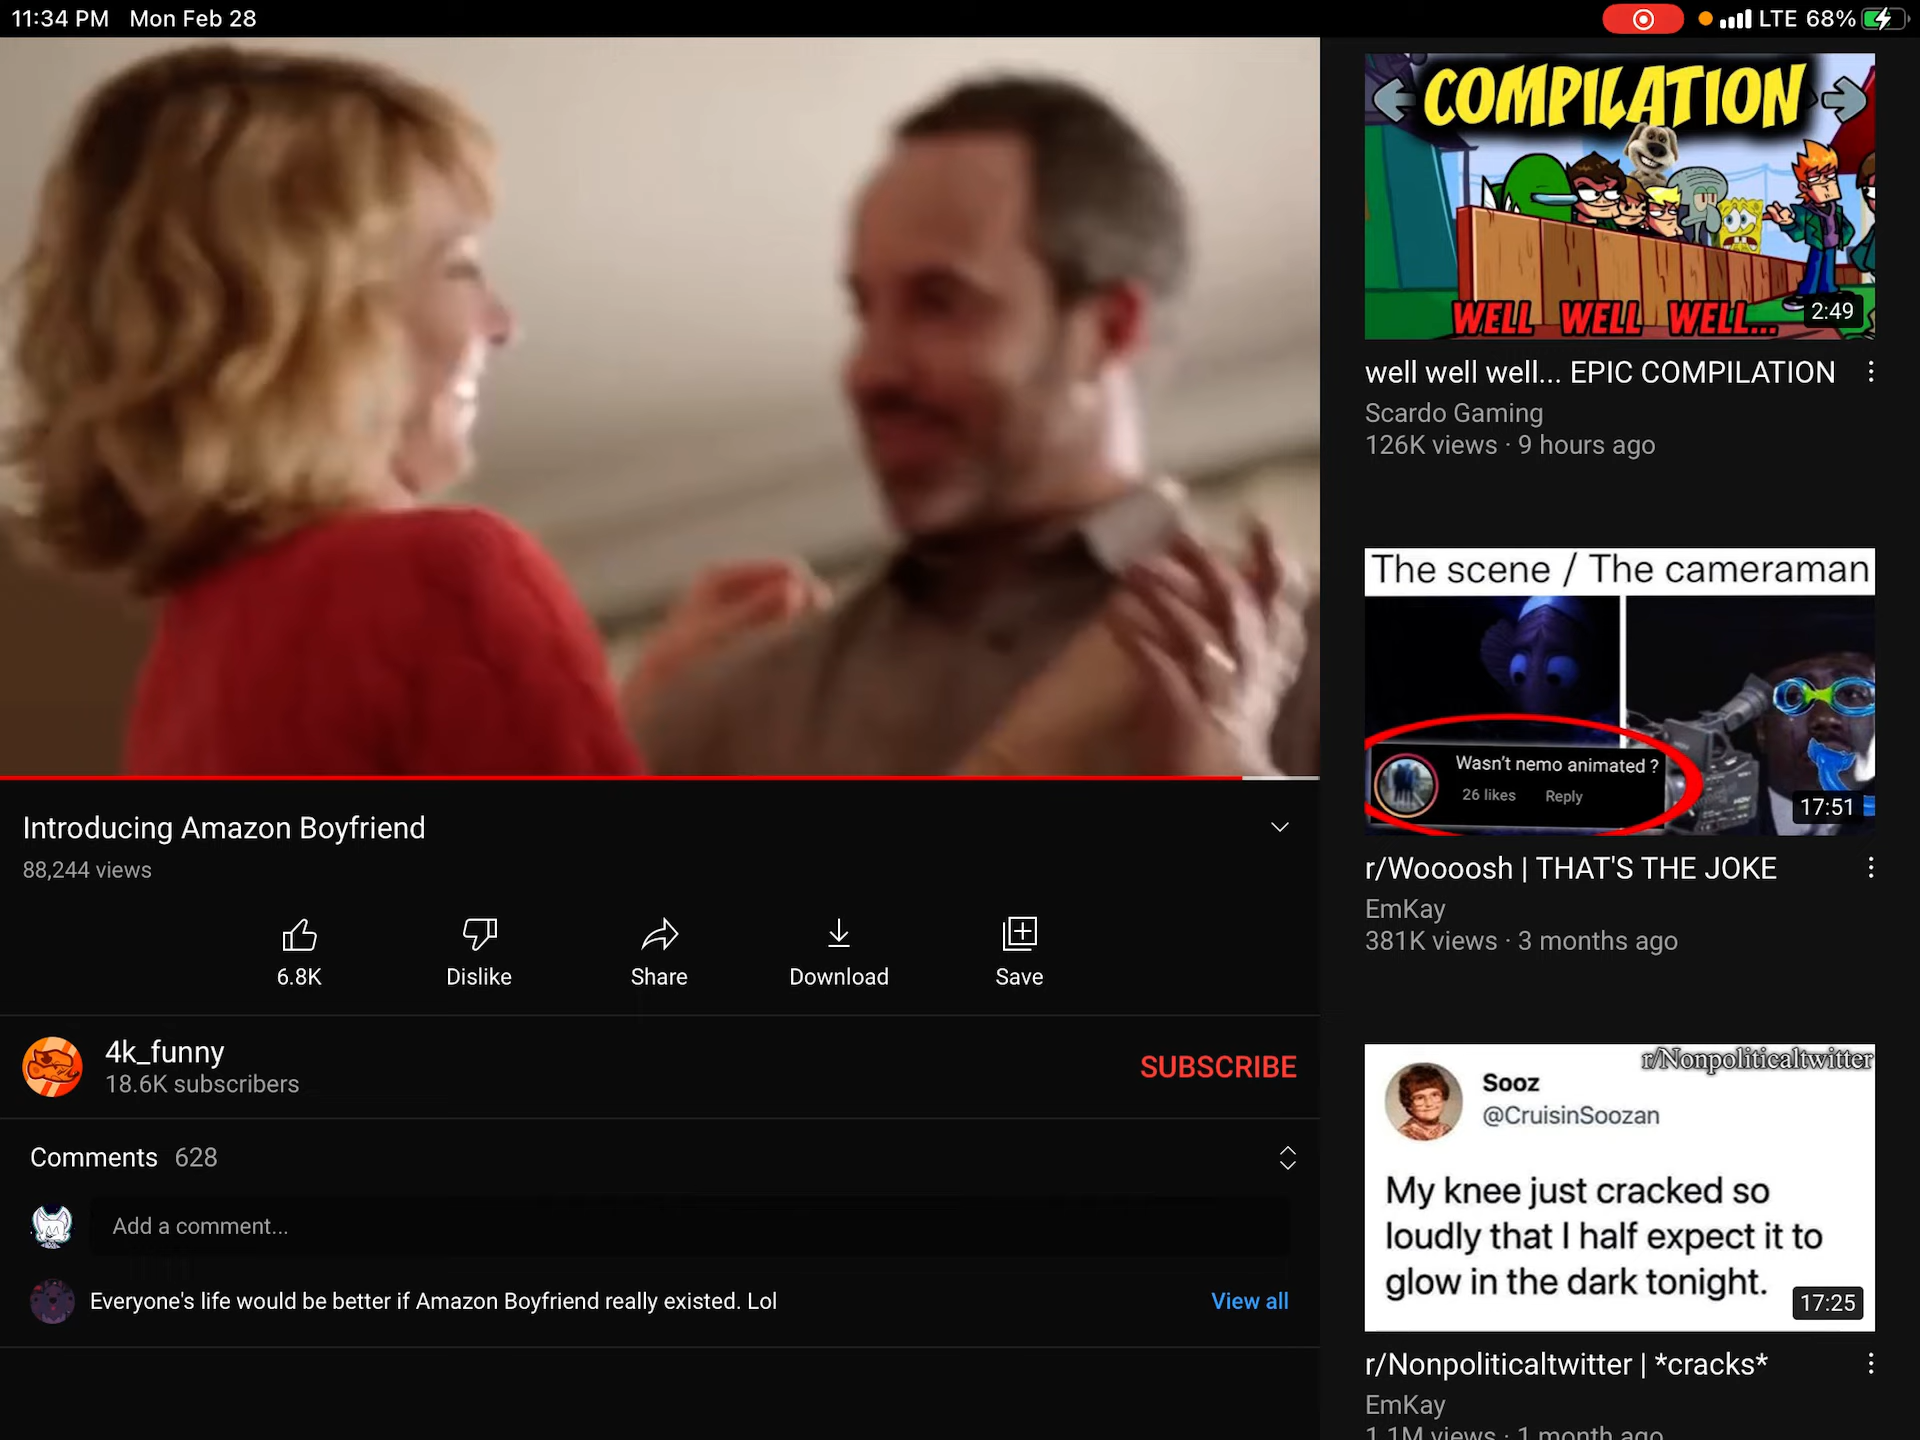 11:34 PM Mon Feb 28
LTE 68%
Introducing Amazon Boyfriend
88,244 views
6.8K
Dislike
Share
Download
Save
4k_funny
18.6K subscribers
SUBSCRIBE
Comments 628
Add a comment...
Everyone's life would be better if Amazon Boyfriend really existed. Lol
View all
COMPILATION
WELL WELL WELL...
2:49
well well well... EPIC COMPILATION
Scardo Gaming
126K views · 9 hours ago
The scene / The cameraman
Wasn't nemo animated ?
26 likes Reply
17:51
r/Woooosh | THAT'S THE JOKE
EmKay
381K views · 3 months ago
r/Nonpoliticaltwitter
Sooz
@CruisinSoozan
My knee just cracked so
loudly that I half expect it to
glow in the dark tonight.
17:25
r/Nonpoliticaltwitter | *cracks*
EmKay
1.1M views · 1 month ago